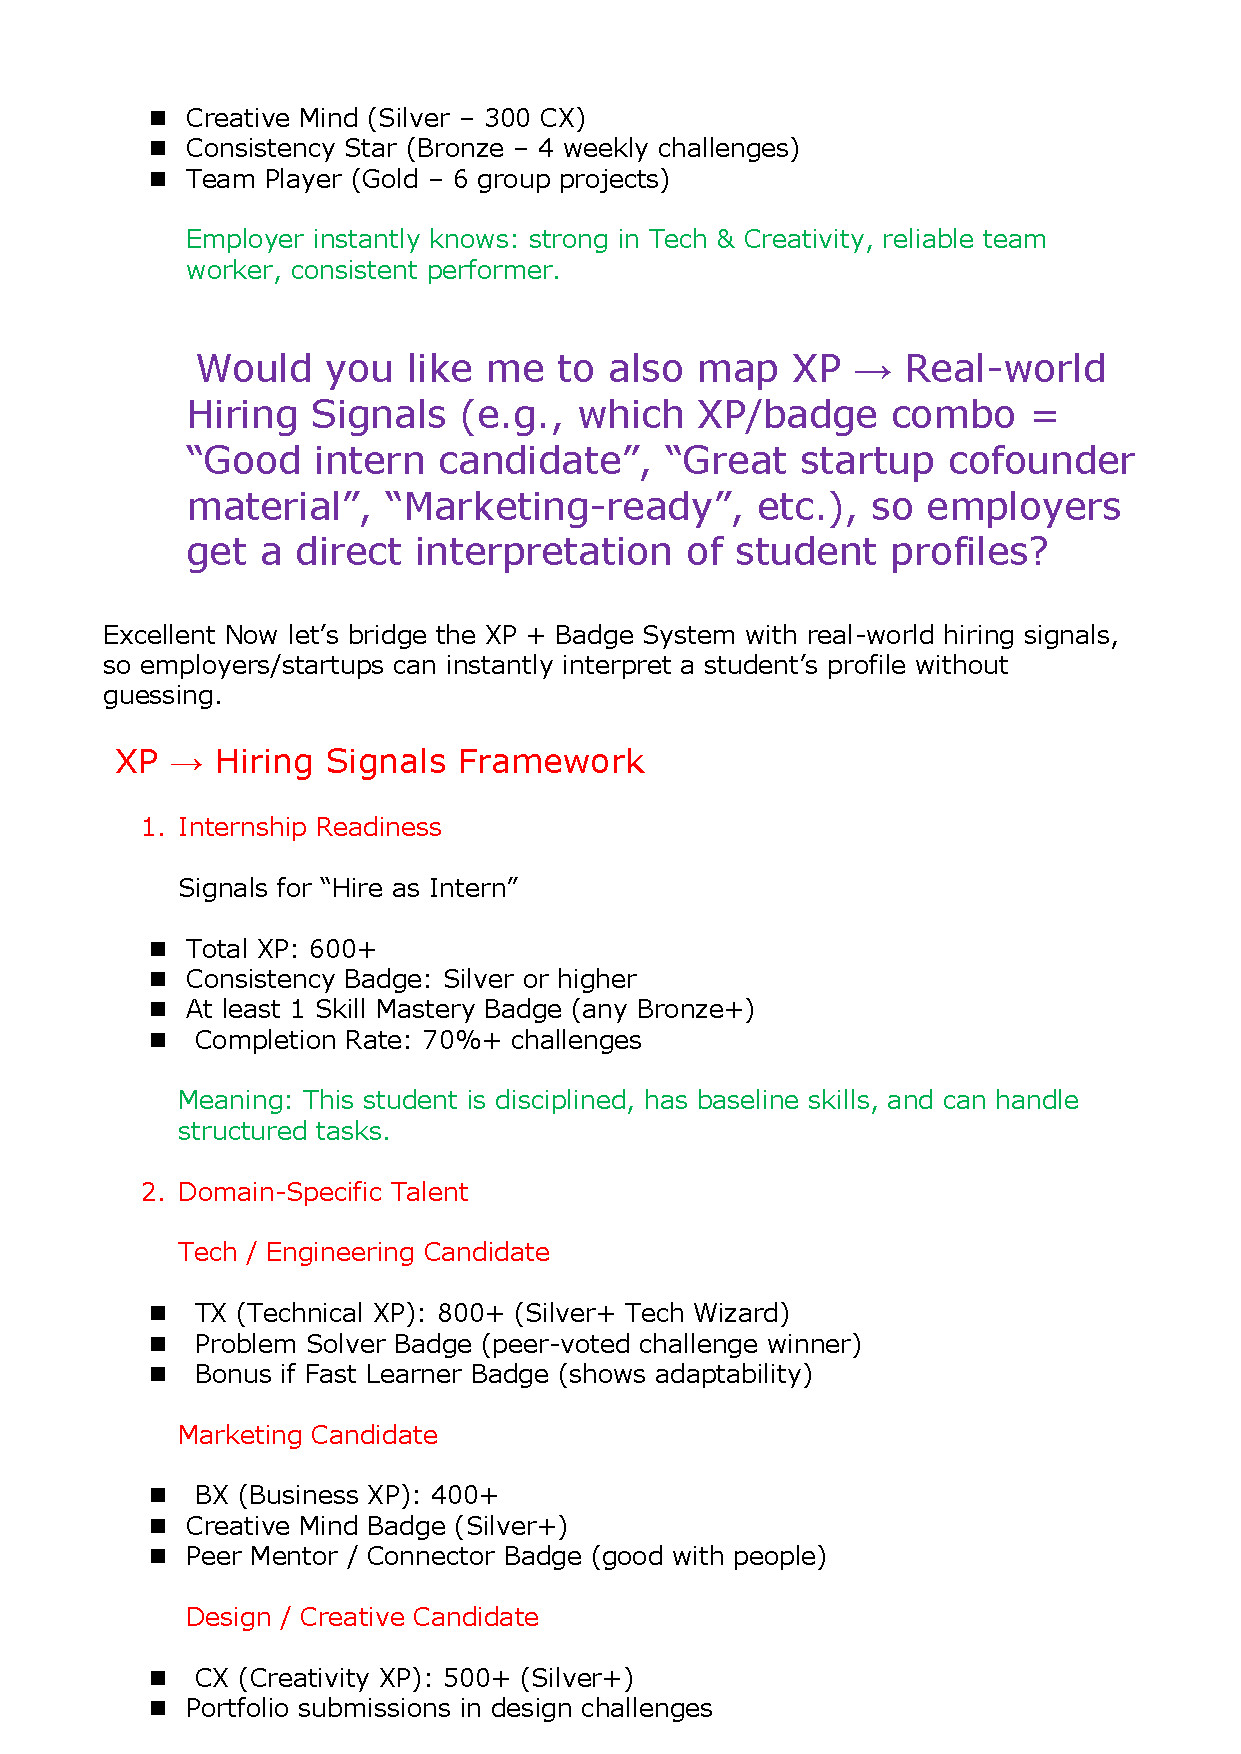 ■ Creative Mind (Silver – 300 CX)
■ Consistency Star (Bronze – 4 weekly challenges)
■ Team Player (Gold – 6 group projects)
Employer instantly knows: strong in Tech & Creativity, reliable team
worker, consistent performer.
Would you like me to also map XP → Real-world
Hiring Signals (e.g., which XP/badge combo =
“Good intern candidate”, “Great startup cofounder
material”, “Marketing-ready”, etc.), so employers
get a direct interpretation of student profiles?
Excellent Now let’s bridge the XP + Badge System with real-world hiring signals,
so employers/startups can instantly interpret a student’s profile without
guessing.
XP → Hiring Signals Framework
1. Internship Readiness
Signals for “Hire as Intern”
■ Total XP: 600+
■ Consistency Badge: Silver or higher
■ At least 1 Skill Mastery Badge (any Bronze+)
■ Completion Rate: 70%+ challenges
Meaning: This student is disciplined, has baseline skills, and can handle
structured tasks.
2. Domain-Specific Talent
Tech / Engineering Candidate
■ TX (Technical XP): 800+ (Silver+ Tech Wizard)
■ Problem Solver Badge (peer-voted challenge winner)
■ Bonus if Fast Learner Badge (shows adaptability)
Marketing Candidate
■ BX (Business XP): 400+
■ Creative Mind Badge (Silver+)
■ Peer Mentor / Connector Badge (good with people)
Design / Creative Candidate
■ CX (Creativity XP): 500+ (Silver+)
■ Portfolio submissions in design challenges